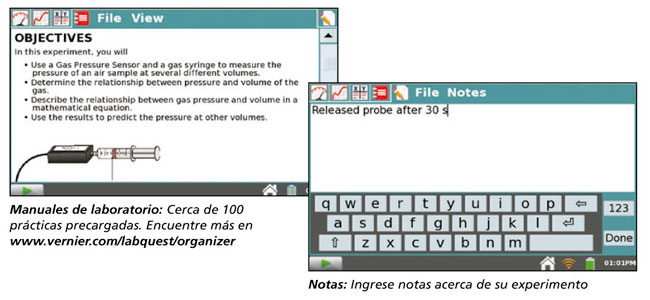 File View
OBJECTIVES
In this experiment, you will
• Use a Gas Pressure Sensor and a gas syringe to measure the
pressure of an air sample at several different volumes.
• Determine the relationship between pressure and volume of the
gas.
• Describe the relationship between gas pressure and volume in a
mathematical equation.
• Use the results to predict the pressure at other volumes.
Manuales de laboratorio: Cerca de 100
prácticas precargadas. Encuentre más en
www.vernier.com/labquest/organizer
File Notes
Released probe after 30 s
q w e r t y u i o p
a s d f g h j k l
z x c v b n m
123
Done
01:01PM
Notas: Ingrese notas acerca de su experimento